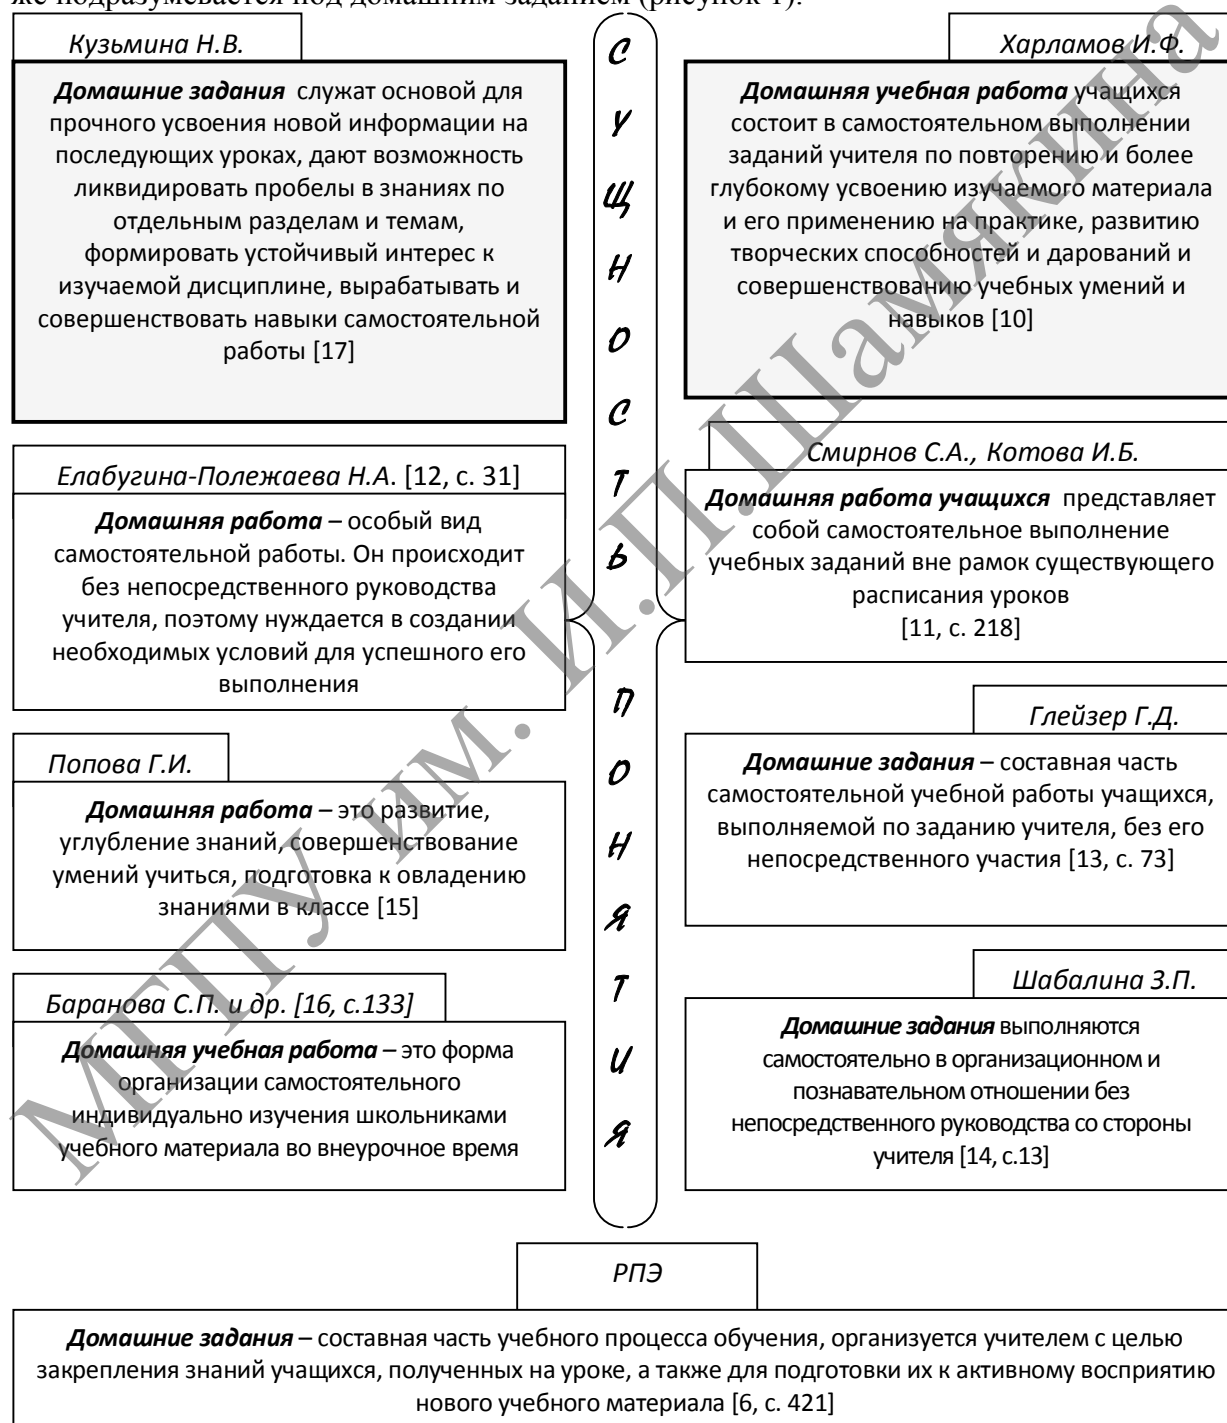 же подразумевается под домашним заданием (рисунок 1).
Кузьмина Н.В.
Домашние задания служат основой для
прочного усвоения новой информации на
последующих уроках, дают возможность
ликвидировать пробелы в знаниях по
отдельным разделам и темам,
формировать устойчивый интерес к
изучаемой дисциплине, вырабатывать и
совершенствовать навыки самостоятельной
работы [17]
Елабугина-Полежаева Н.А. [12, с. 31]
Домашняя работа – особый вид
самостоятельной работы. Он происходит
без непосредственного руководства
учителя, поэтому нуждается в создании
необходимых условий для успешного его
выполнения
Попова Г.И.
Домашняя работа – это развитие,
углубление знаний, совершенствование
умений учиться, подготовка к овладению
знаниями в классе [15]
Баранова С.П. и др. [16, с.133]
Домашняя учебная работа – это форма
организации самостоятельного
индивидуально изучения школьниками
учебного материала во внеурочное время
СУЩНОСТЬ ПОНЯТИЯ
Харламов И.Ф.
Домашняя учебная работа учащихся
состоит в самостоятельном выполнении
заданий учителя по повторению и более
глубокому усвоению изучаемого материала
и его применению на практике, развитию
творческих способностей и дарований и
совершенствованию учебных умений и
навыков [10]
Смирнов С.А., Котова И.Б.
Домашняя работа учащихся представляет
собой самостоятельное выполнение
учебных заданий вне рамок существующего
расписания уроков
[11, с. 218]
Глейзер Г.Д.
Домашние задания – составная часть
самостоятельной учебной работы учащихся,
выполняемой по заданию учителя, без его
непосредственного участия [13, с. 73]
Шабалина З.П.
Домашние задания выполняются
самостоятельно в организационном и
познавательном отношении без
непосредственного руководства со стороны
учителя [14, с.13]
РПЭ
Домашние задания – составная часть учебного процесса обучения, организуется учителем с целью
закрепления знаний учащихся, полученных на уроке, а также для подготовки их к активному восприятию
нового учебного материала [6, с. 421]
МГПУ им. И.П.Шамякина